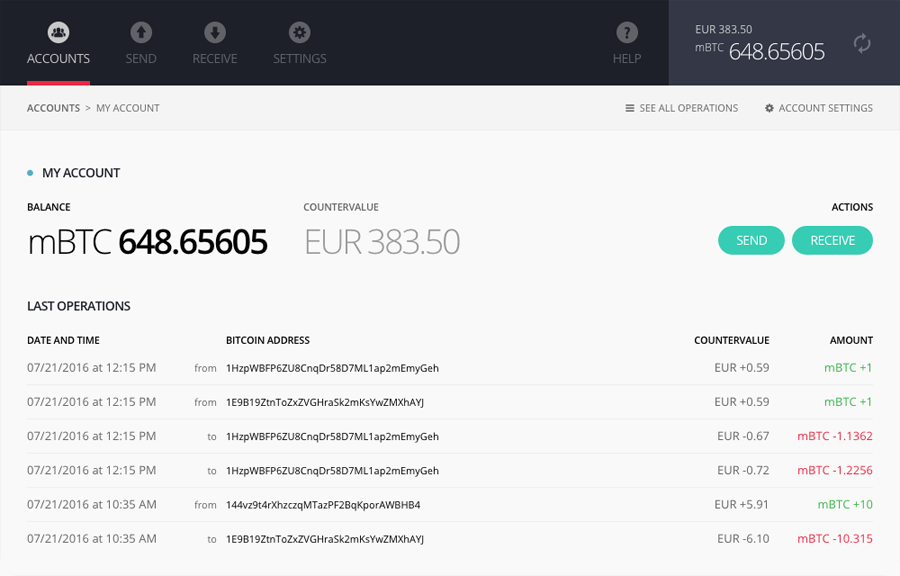 ACCOUNTS SEND RECEIVE SETTINGS ? HELP
EUR 383.50
mBTC 648.65605
ACCOUNTS > MY ACCOUNT SEE ALL OPERATIONS ACCOUNT SETTINGS
MY ACCOUNT
BALANCE COUNTERVALUE ACTIONS
mBTC 648.65605 EUR 383.50 SEND RECEIVE
LAST OPERATIONS
DATE AND TIME BITCOIN ADDRESS COUNTERVALUE AMOUNT
07/21/2016 at 12:15 PM from 1HzpWBFP6ZU8CnqDr58D7ML1ap2mEmyGeh EUR +0.59 mBTC +1
07/21/2016 at 12:15 PM from 1E9B19ZtnToZxZVGHraSk2mKsYwZMXhAYJ EUR +0.59 mBTC +1
07/21/2016 at 12:15 PM to 1HzpWBFP6ZU8CnqDr58D7ML1ap2mEmyGeh EUR -0.67 mBTC -1.1362
07/21/2016 at 12:15 PM to 1HzpWBFP6ZU8CnqDr58D7ML1ap2mEmyGeh EUR -0.72 mBTC -1.2256
07/21/2016 at 10:35 AM from 144vz9t4rXhzczqMTazPF2BqKporAWBHB4 EUR +5.91 mBTC +10
07/21/2016 at 10:35 AM to 1E9B19ZtnToZxZVGHraSk2mKsYwZMXhAYJ EUR -6.10 mBTC -10.315